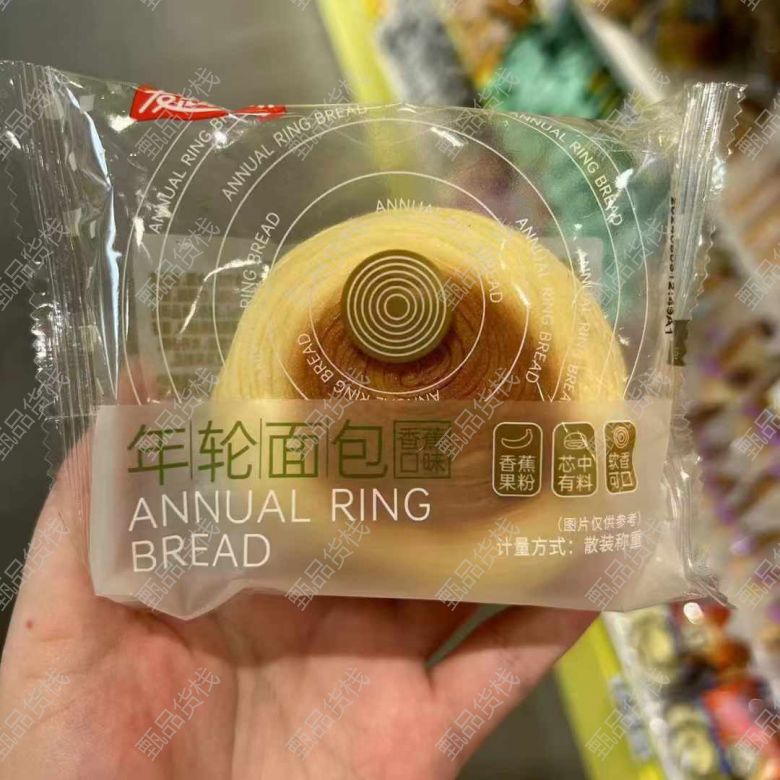 ANNUAL RING BREAD
ANNUAL RING BREAD
ANNUAL RING BREAD
ANNUAL RING BREAD
年轮面包
香蕉
口味
ANNUAL RING
BREAD
香蕉
果粉
芯中
有料
软香
可口
(图片仅供参考)
计量方式：散装称重
甄品货栈